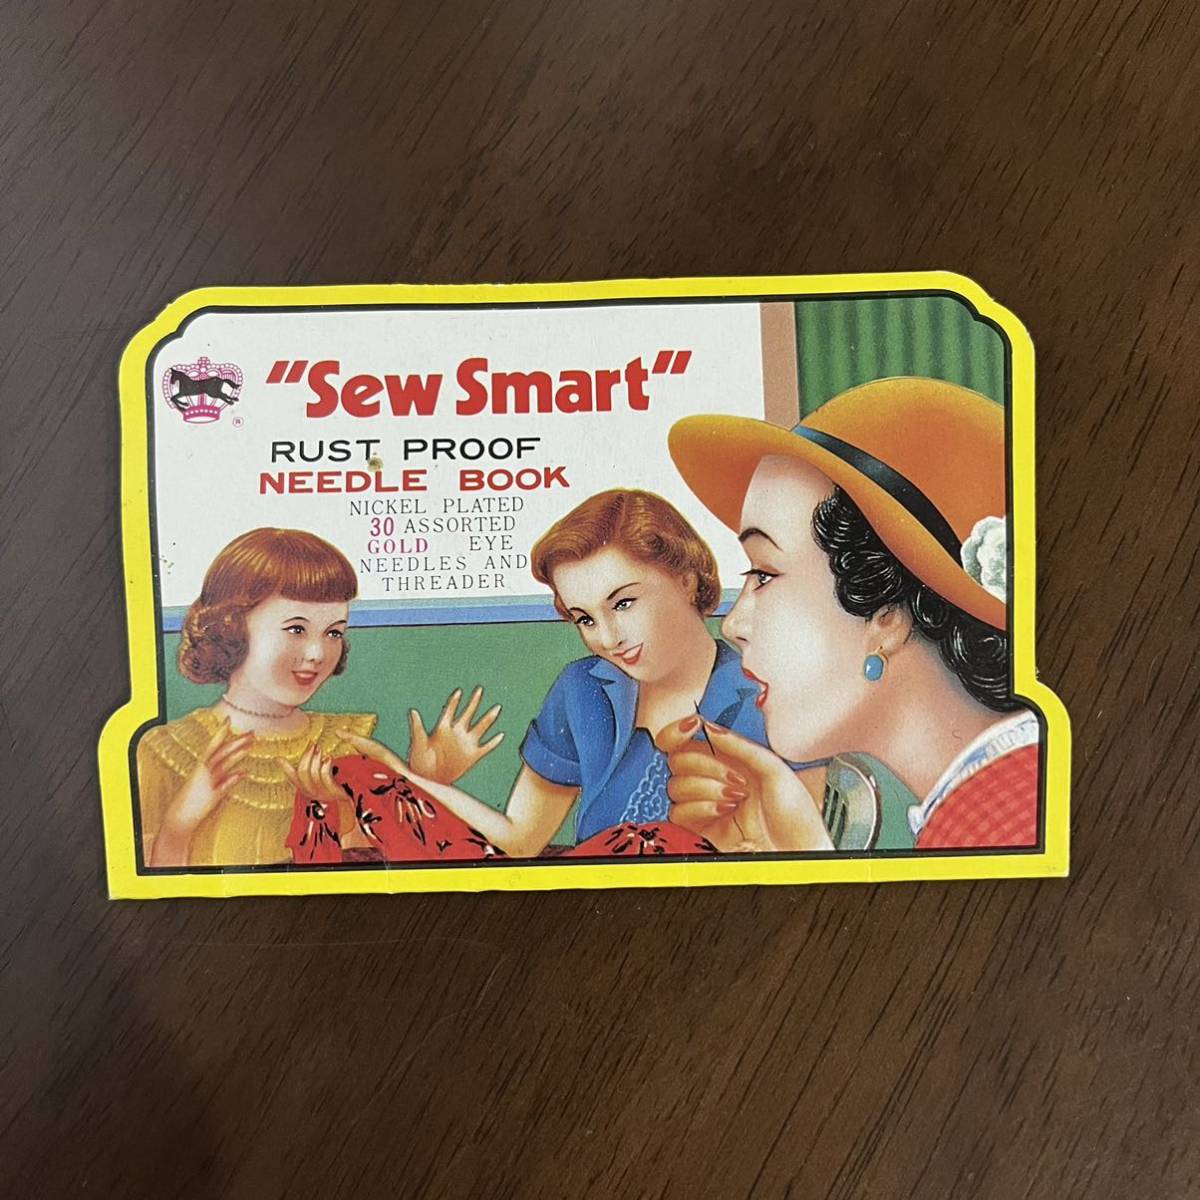 "Sew Smart"
®
RUST PROOF
NEEDLE BOOK
NICKEL PLATED
30 ASSORTED
GOLD EYE
NEEDLES AND
THREADER